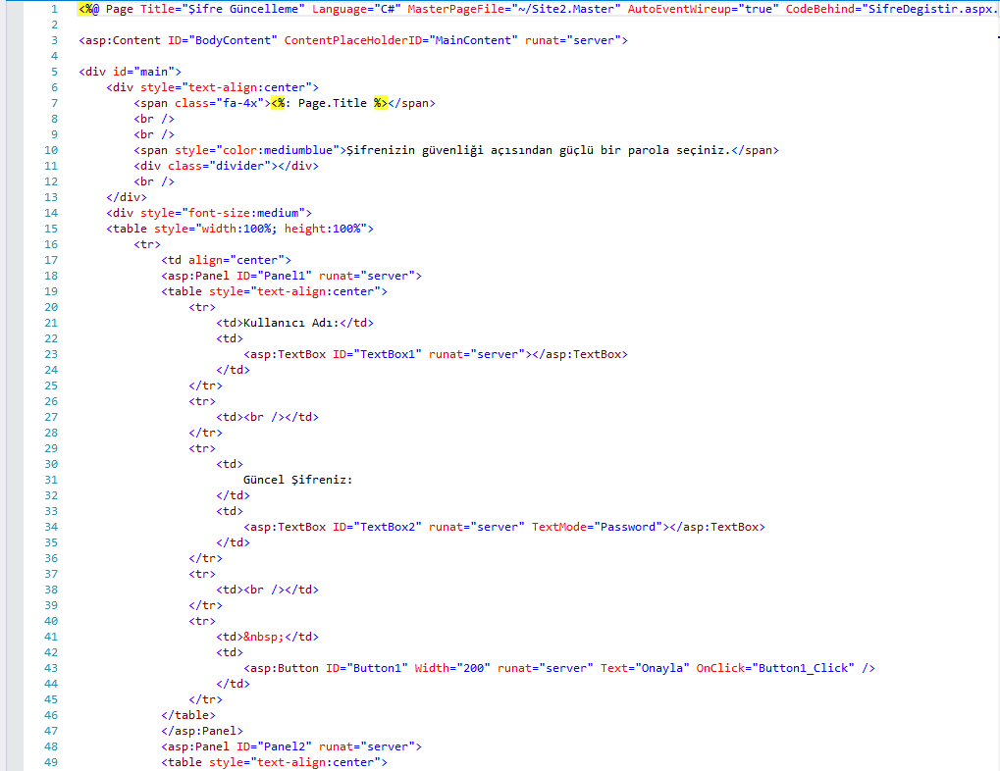 1 <%@ Page Title="Şifre Güncelleme" Language="C#" MasterPageFile="~/Site2.Master" AutoEventWireup="true" CodeBehind="SifreDegistir.aspx.
2
3 <asp:Content ID="BodyContent" ContentPlaceHolderID="MainContent" runat="server">
4
5 <div id="main">
6 <div style="text-align:center">
7 <span class="fa-4x"><%: Page.Title %></span>
8 <br />
9 <br />
10 <span style="color:mediumblue">Şifrenizin güvenliği açısından güçlü bir parola seçiniz.</span>
11 <div class="divider"></div>
12 <br />
13 </div>
14 <div style="font-size:medium">
15 <table style="width:100%; height:100%">
16 <tr>
17 <td align="center">
18 <asp:Panel ID="Panel1" runat="server">
19 <table style="text-align:center">
20 <tr>
21 <td>Kullanıcı Adı:</td>
22 <td>
23 <asp:TextBox ID="TextBox1" runat="server"></asp:TextBox>
24 </td>
25 </tr>
26 <tr>
27 <td><br /></td>
28 </tr>
29 <tr>
30 <td>
31 Güncel Şifreniz:
32 </td>
33 <td>
34 <asp:TextBox ID="TextBox2" runat="server" TextMode="Password"></asp:TextBox>
35 </td>
36 </tr>
37 <tr>
38 <td><br /></td>
39 </tr>
40 <tr>
41 <td>&nbsp;</td>
42 <td>
43 <asp:Button ID="Button1" Width="200" runat="server" Text="Onayla" OnClick="Button1_Click" />
44 </td>
45 </tr>
46 </table>
47 </asp:Panel>
48 <asp:Panel ID="Panel2" runat="server">
49 <table style="text-align:center">